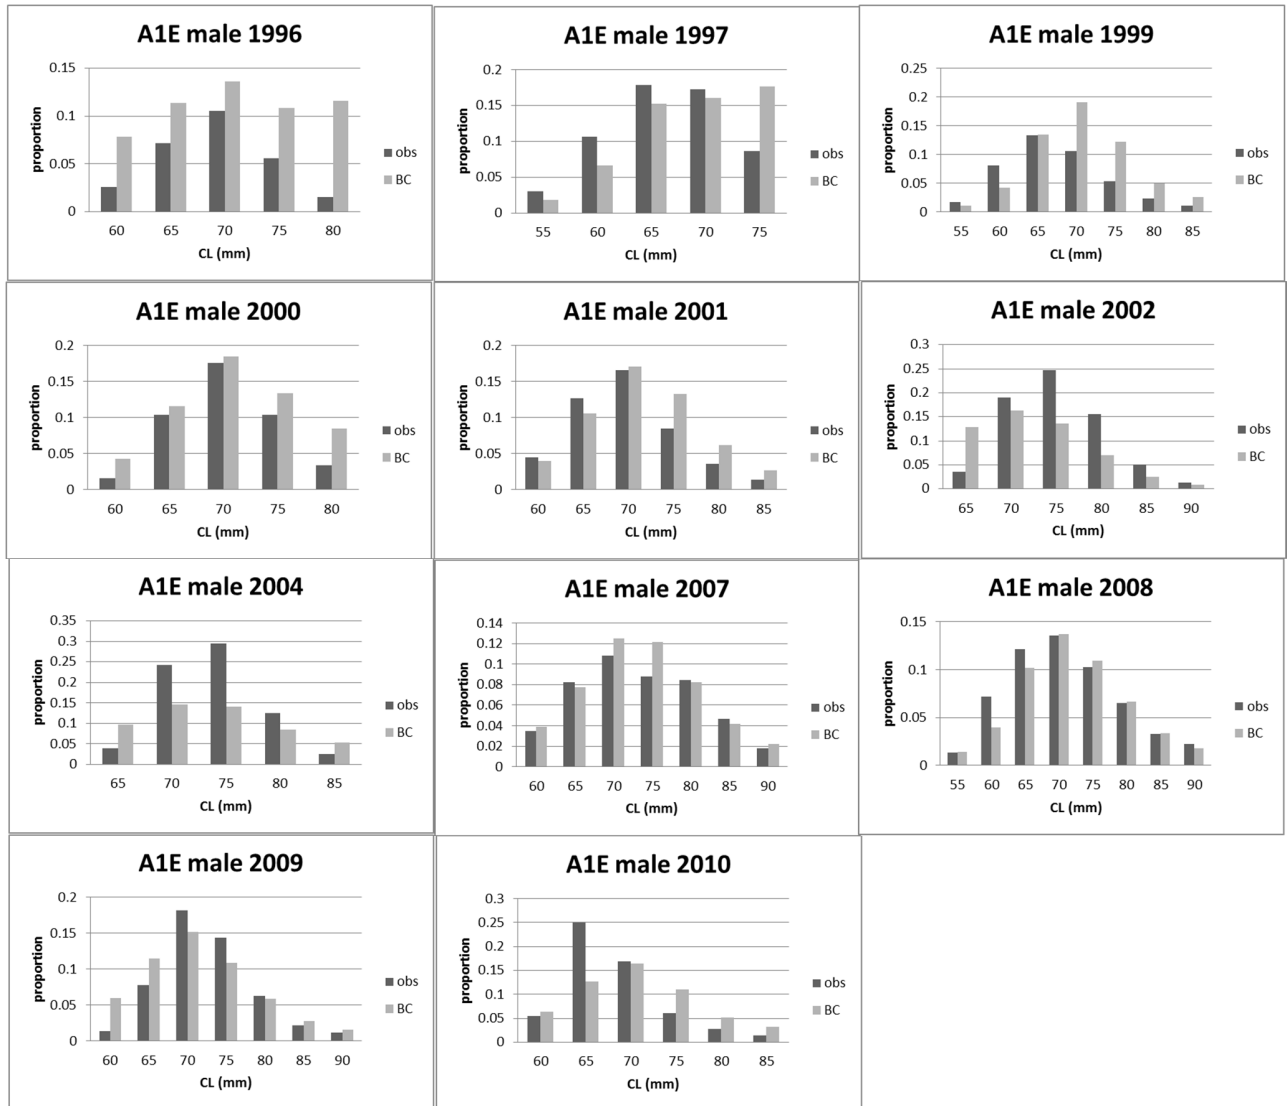 A1E male 1996
0.15
0.1
0.05
0
proportion
60 65 70 75 80
CL (mm)
obs
BC
A1E male 1997
0.2
0.15
0.1
0.05
0
proportion
55 60 65 70 75
CL (mm)
obs
BC
A1E male 1999
0.25
0.2
0.15
0.1
0.05
0
proportion
55 60 65 70 75 80 85
CL (mm)
obs
BC
A1E male 2000
0.2
0.15
0.1
0.05
0
proportion
60 65 70 75 80
CL (mm)
obs
BC
A1E male 2001
0.2
0.15
0.1
0.05
0
proportion
60 65 70 75 80 85
CL (mm)
obs
BC
A1E male 2002
0.3
0.25
0.2
0.15
0.1
0.05
0
proportion
65 70 75 80 85 90
CL (mm)
obs
BC
A1E male 2004
0.35
0.3
0.25
0.2
0.15
0.1
0.05
0
proportion
65 70 75 80 85
CL (mm)
obs
BC
A1E male 2007
0.14
0.12
0.1
0.08
0.06
0.04
0.02
0
proportion
60 65 70 75 80 85 90
CL (mm)
obs
BC
A1E male 2008
0.15
0.1
0.05
0
proportion
55 60 65 70 75 80 85 90
CL (mm)
obs
BC
A1E male 2009
0.2
0.15
0.1
0.05
0
proportion
60 65 70 75 80 85 90
CL (mm)
obs
BC
A1E male 2010
0.3
0.25
0.2
0.15
0.1
0.05
0
proportion
60 65 70 75 80 85
CL (mm)
obs
BC